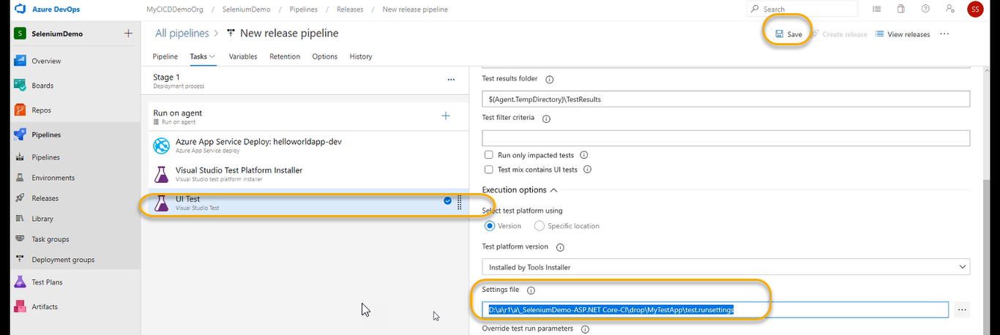 Azure DevOps
MyCICDDemoOrg / SeleniumDemo / Pipelines / Releases / New release pipeline
Search
SS
S SeleniumDemo
Overview
Boards
Repos
Pipelines
Pipelines
Environments
Releases
Library
Task groups
Deployment groups
Test Plans
Artifacts
All pipelines > New release pipeline
Save
Create release
View releases
Pipeline Tasks Variables Retention Options History
Stage 1
Deployment process
Run on agent
Run on agent
Azure App Service Deploy: helloworldapp-dev
Azure App Service deploy
Visual Studio Test Platform Installer
Visual Studio test platform installer
UI Test
Visual Studio Test
Test results folder
$(Agent.TempDirectory)\TestResults
Test filter criteria
Run only impacted tests
Test mix contains UI tests
Execution options
Select test platform using
Version Specific location
Test platform version
Installed by Tools Installer
Settings file
D:\a\r1\a\_SeleniumDemo-ASP.NET Core-CI\drop\MyTestApp\test.runsettings
Override test run parameters